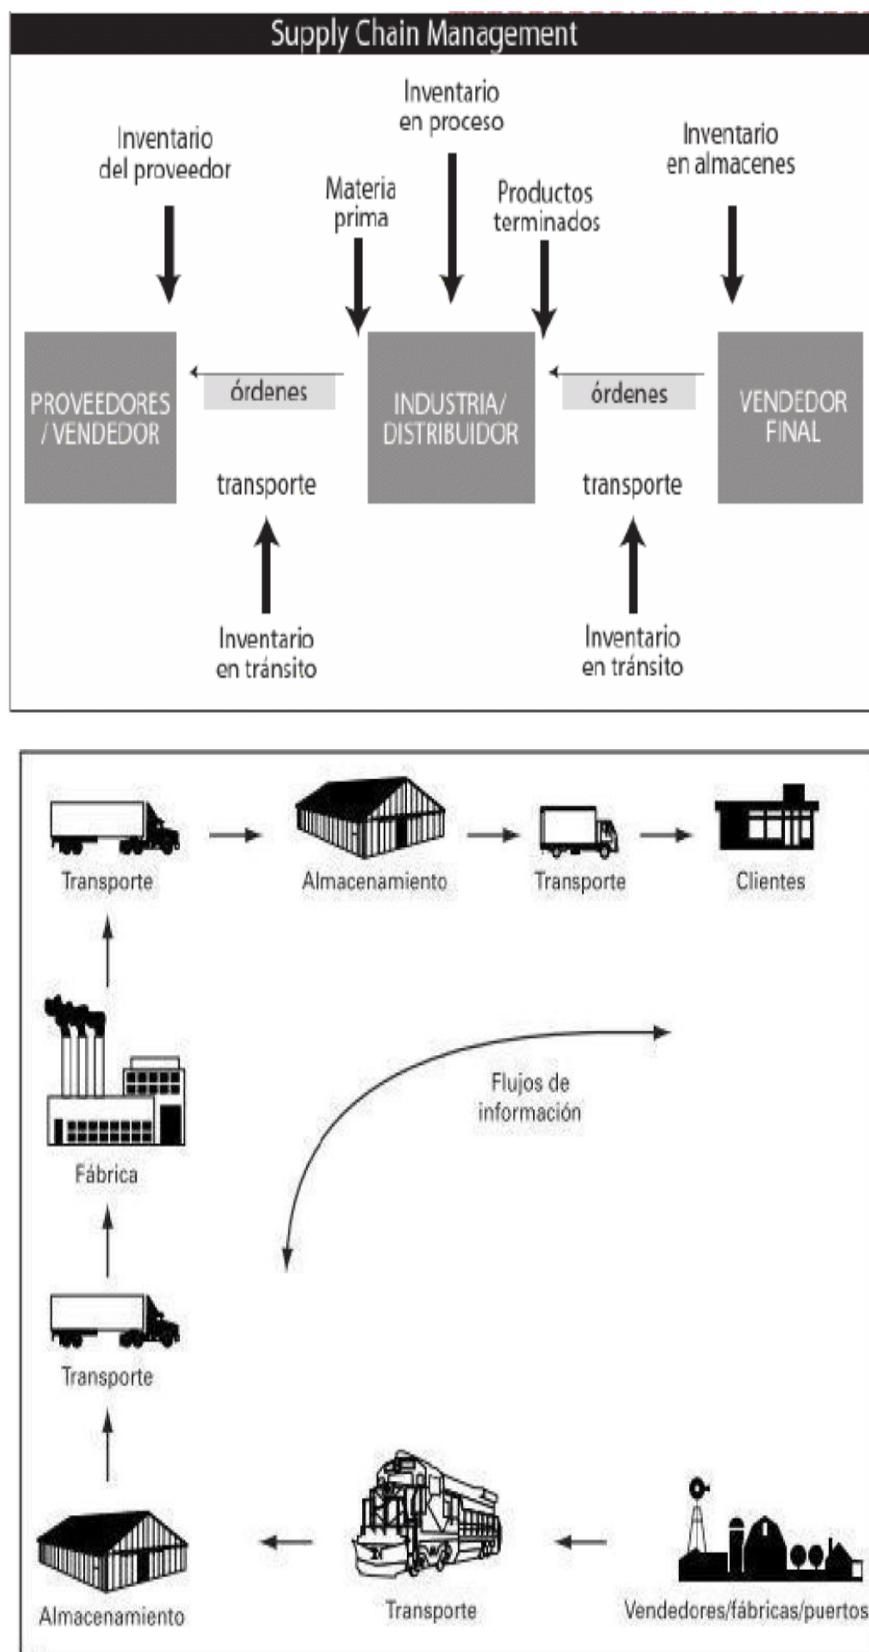 Supply Chain Management
Inventario
en proceso
Inventario
del proveedor
Inventario
en almacenes
Materia
prima
Productos
terminados
PROVEEDORES
/ VENDEDOR
órdenes
INDUSTRIA/
DISTRIBUIDOR
órdenes
VENDEDOR
FINAL
transporte
transporte
Inventario
en tránsito
Inventario
en tránsito
Transporte
Almacenamiento
Transporte
Clientes
Flujos de
información
Fábrica
Transporte
Almacenamiento
Transporte
Vendedores/fábricas/puertos